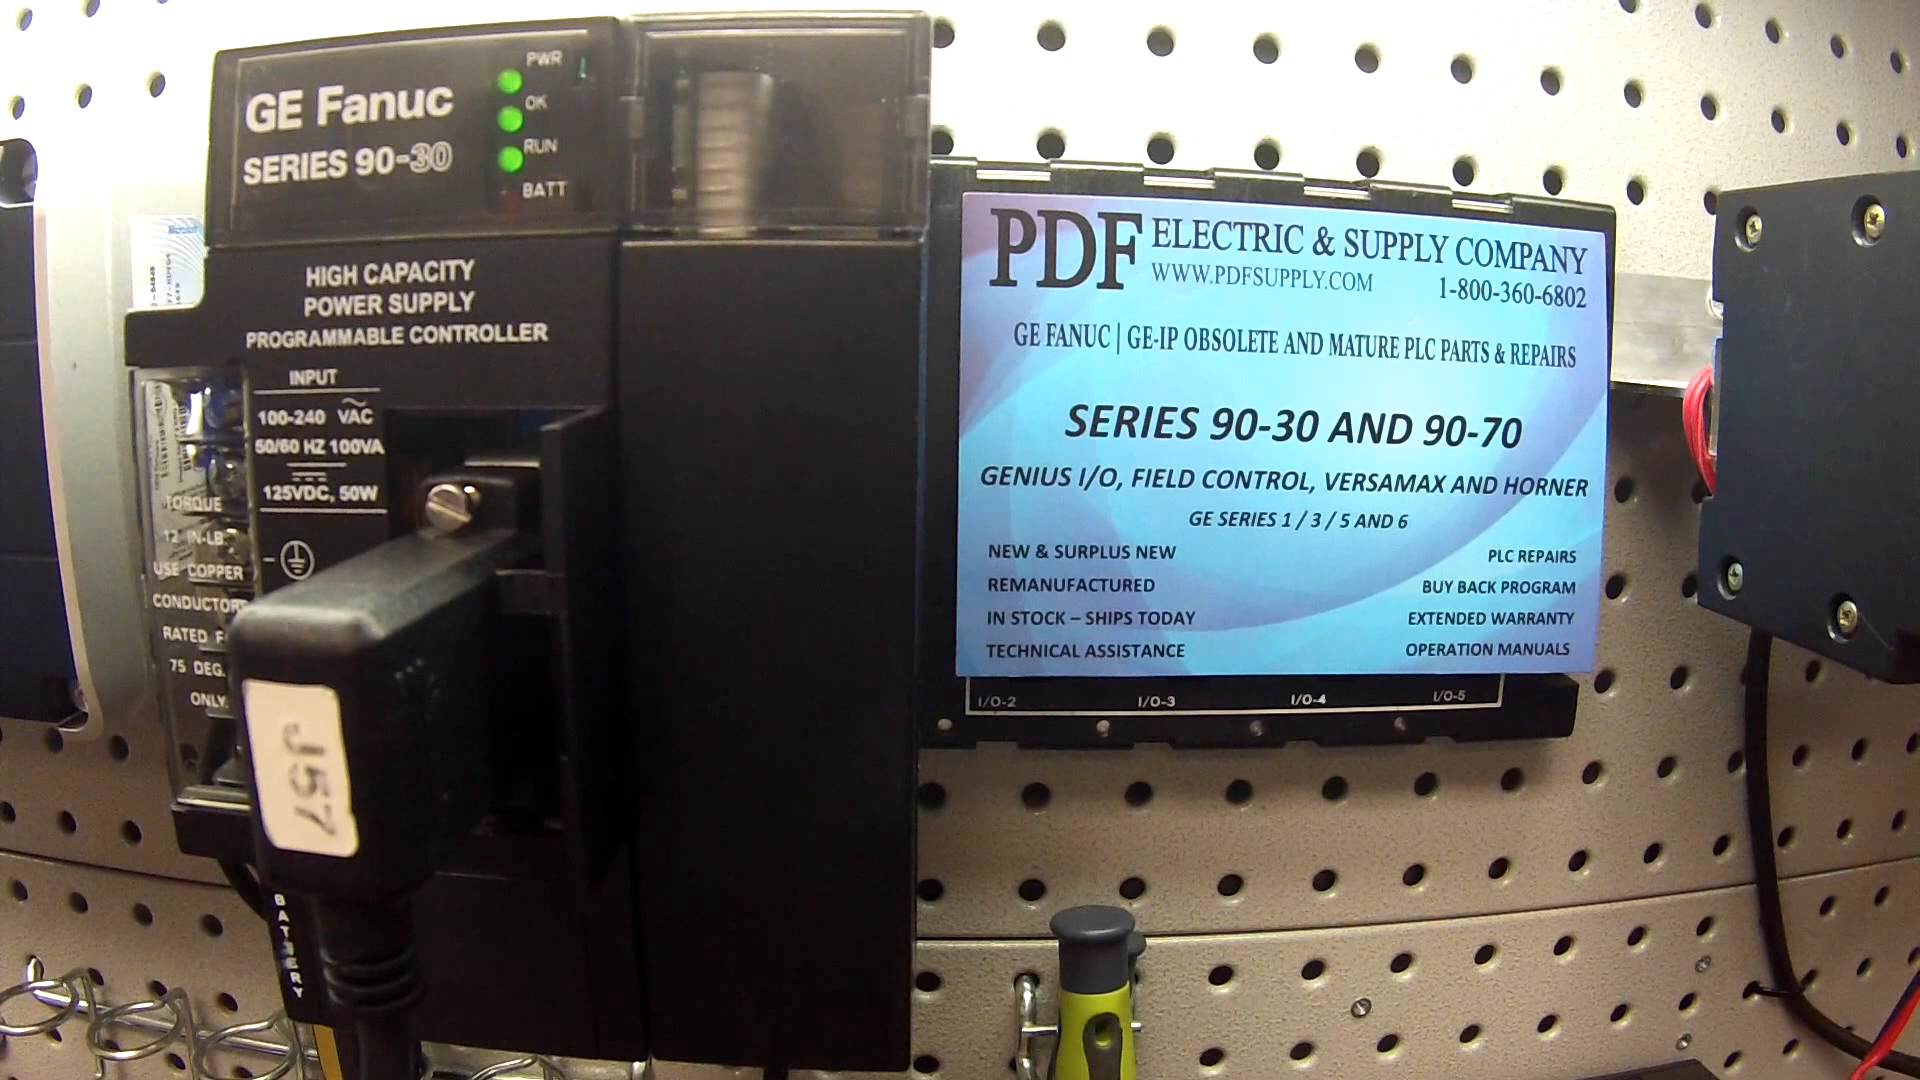 GE Fanuc
SERIES 90-30
PWR
OK
RUN
BATT
HIGH CAPACITY
POWER SUPPLY
PROGRAMMABLE CONTROLLER
INPUT
100-240 VAC
50/60 HZ 100VA
125VDC, 50W
TORQUE
12 IN-LB
USE COPPER
CONDUCTOR
RATED
75 DEG.
ONLY
J57
BATTERY
PDF ELECTRIC & SUPPLY COMPANY
WWW.PDFSUPPLY.COM 1-800-360-6802
GE FANUC | GE-IP OBSOLETE AND MATURE PLC PARTS & REPAIRS
SERIES 90-30 AND 90-70
GENIUS I/O, FIELD CONTROL, VERSAMAX AND HORNER
GE SERIES 1 / 3 / 5 AND 6
NEW & SURPLUS NEW PLC REPAIRS
REMANUFACTURED BUY BACK PROGRAM
IN STOCK – SHIPS TODAY EXTENDED WARRANTY
TECHNICAL ASSISTANCE OPERATION MANUALS
I/O-2 I/O-3 I/O-4 I/O-5